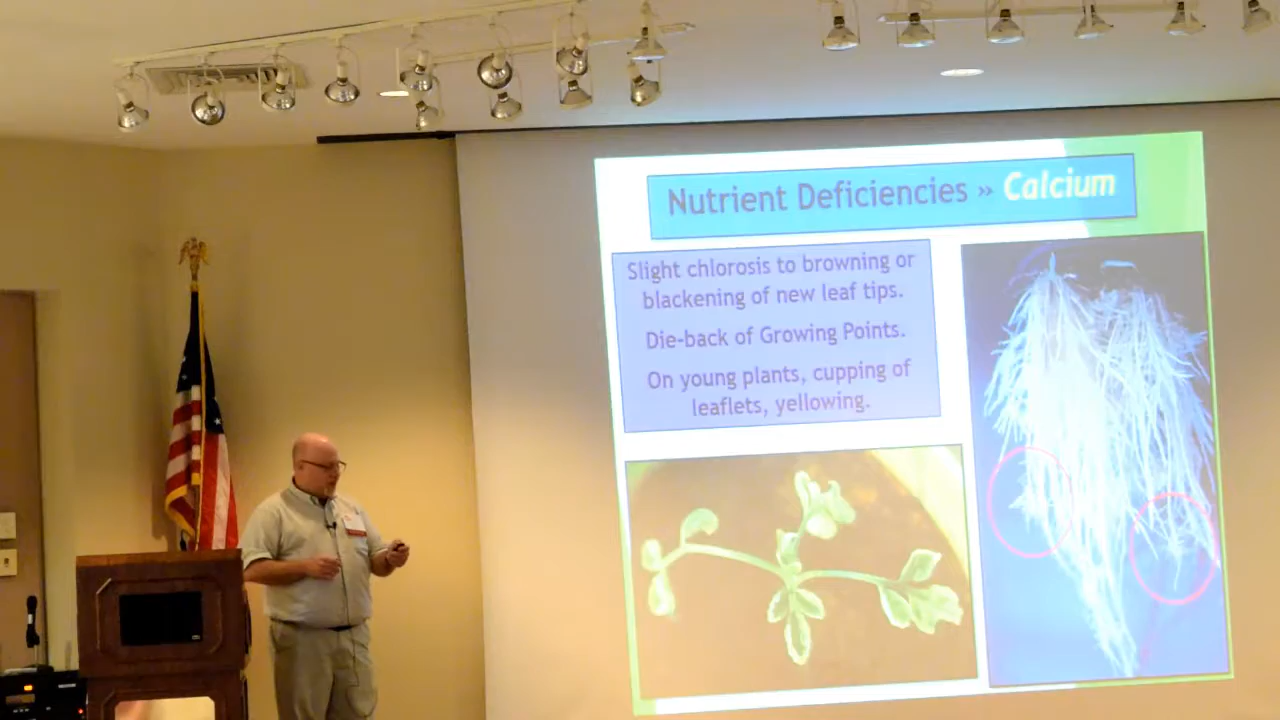 Nutrient Deficiencies » Calcium
Slight chlorosis to browning or
blackening of new leaf tips.
Die-back of Growing Points.
On young plants, cupping of
leaflets, yellowing.